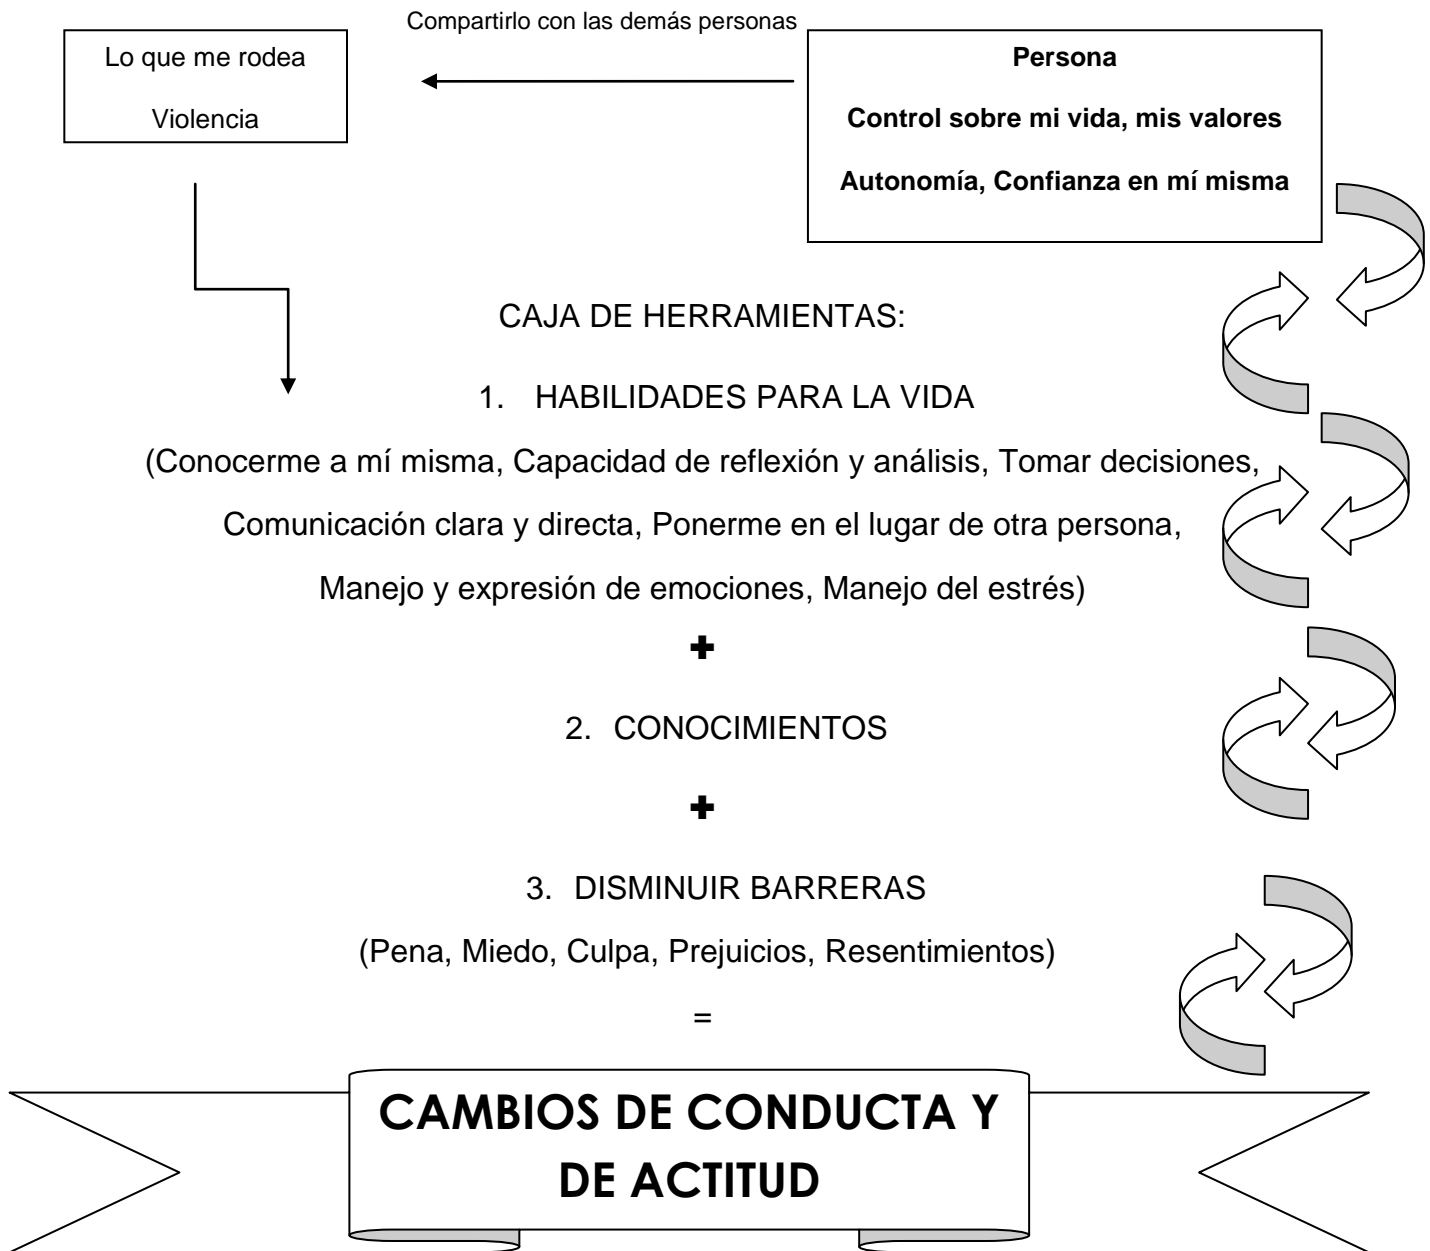 Compartirlo con las demás personas
Lo que me rodea
Violencia
Persona
Control sobre mi vida, mis valores
Autonomía, Confianza en mí misma
CAJA DE HERRAMIENTAS:
1. HABILIDADES PARA LA VIDA
(Conocerme a mí misma, Capacidad de reflexión y análisis, Tomar decisiones,
Comunicación clara y directa, Ponerme en el lugar de otra persona,
Manejo y expresión de emociones, Manejo del estrés)
+
2. CONOCIMIENTOS
+
3. DISMINUIR BARRERAS
(Pena, Miedo, Culpa, Prejuicios, Resentimientos)
=
CAMBIOS DE CONDUCTA Y
DE ACTITUD